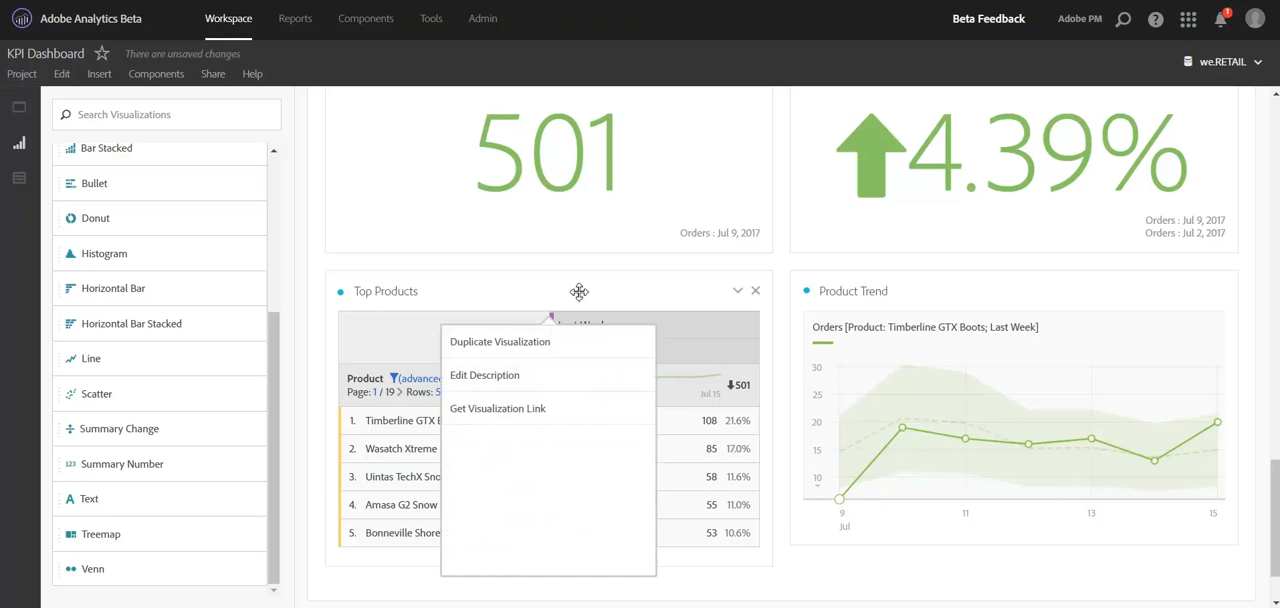 Adobe Analytics Beta
Workspace
Reports
Components
Tools
Admin
Beta Feedback
Adobe PM
1
KPI Dashboard
There are unsaved changes
we.RETAIL
Project
Edit
Insert
Components
Share
Help
Search Visualizations
Bar Stacked
Bullet
Donut
Histogram
Horizontal Bar
Horizontal Bar Stacked
Line
Scatter
Summary Change
123 Summary Number
A Text
Treemap
Venn
501
Orders : Jul 9, 2017
4.39%
Orders : Jul 9, 2017
Orders : Jul 2, 2017
Top Products
Duplicate Visualization
Edit Description
Get Visualization Link
Product (advanced
Page: 1 / 19 > Rows: 5
Jul 15
501
1. Timberline GTX B 108 21.6%
2. Wasatch Xtreme 85 17.0%
3. Uintas TechX Sno 58 11.6%
4. Amasa G2 Snow 55 11.0%
5. Bonneville Shore 53 10.6%
Product Trend
Orders [Product: Timberline GTX Boots; Last Week]
30
25
20
15
10
9
11
13
15
Jul